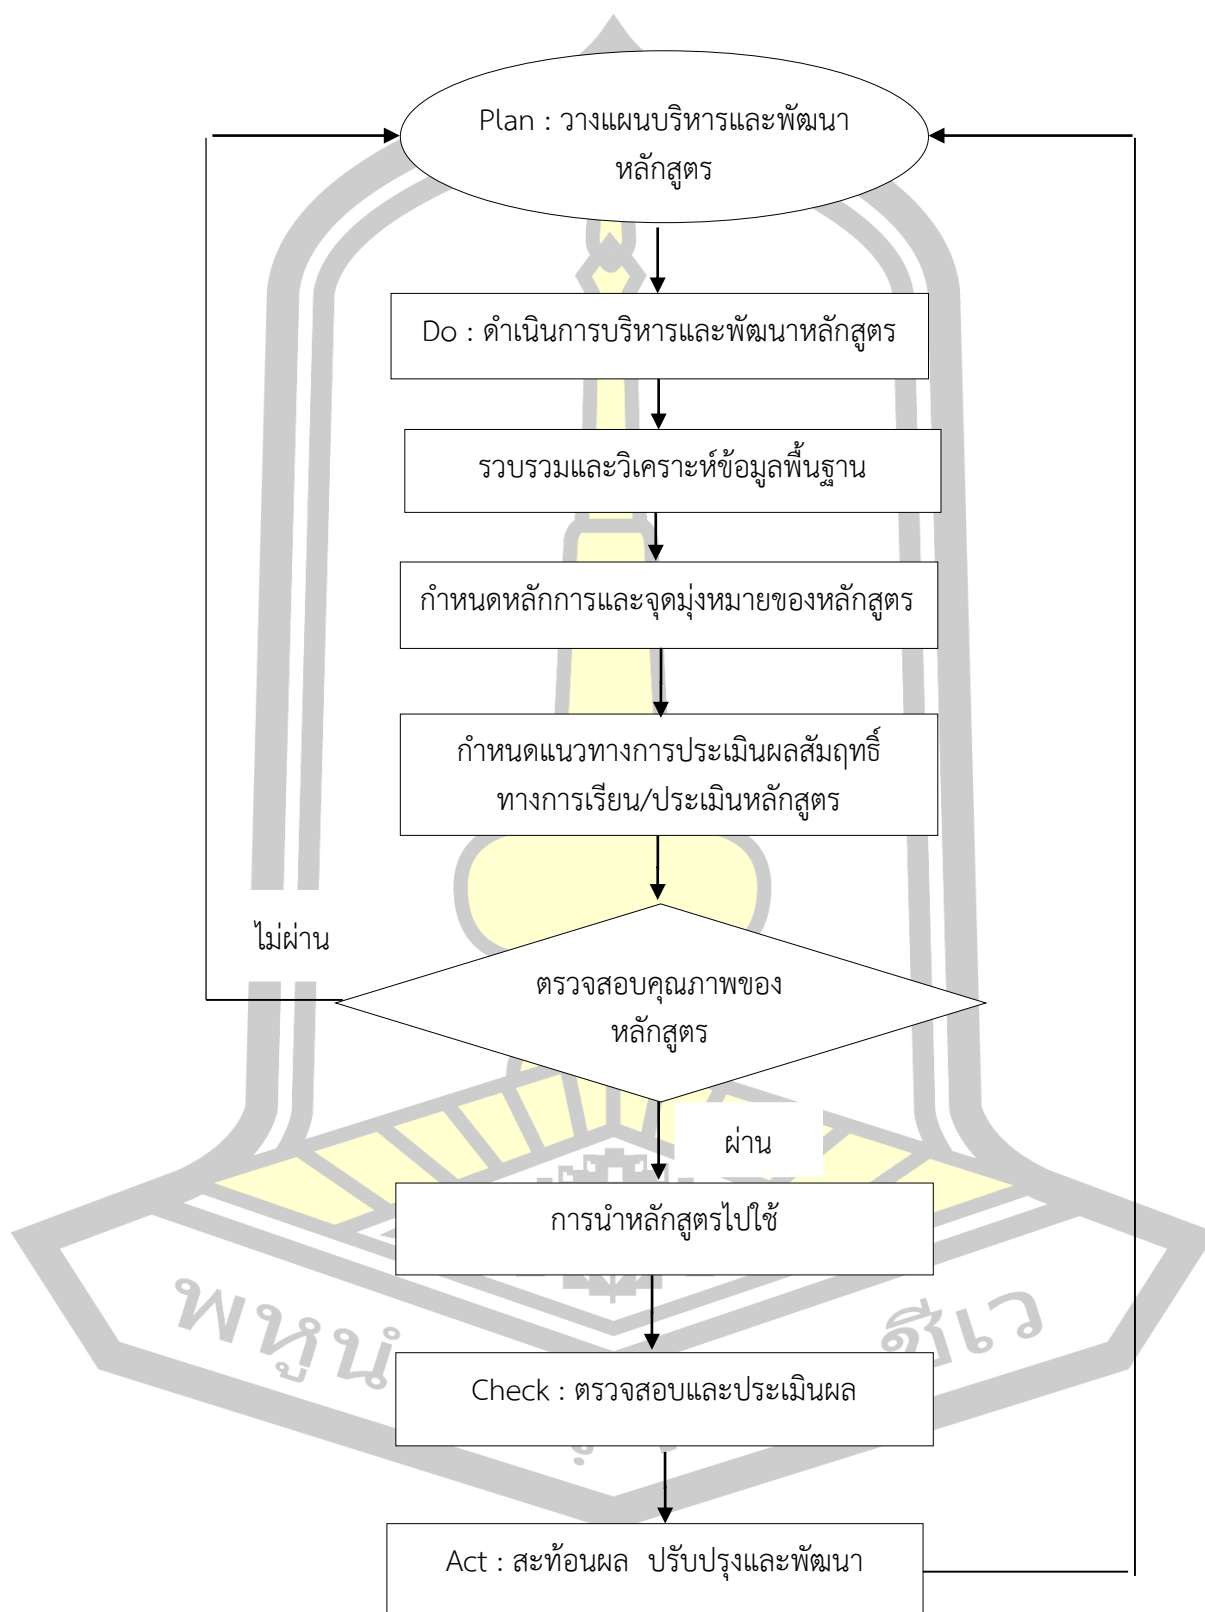 Plan : วางแผนบริหารและพัฒนา
หลักสูตร
Do : ดำเนินการบริหารและพัฒนาหลักสูตร
รวบรวมและวิเคราะห์ข้อมูลพื้นฐาน
กำหนดหลักการและจุดมุ่งหมายของหลักสูตร
กำหนดแนวทางการประเมินผลสัมฤทธิ์
ทางการเรียน/ประเมินหลักสูตร
ไม่ผ่าน
ตรวจสอบคุณภาพของ
หลักสูตร
ผ่าน
การนำหลักสูตรไปใช้
พหูนํ
ชีเว
Check : ตรวจสอบและประเมินผล
Act : สะท้อนผล ปรับปรุงและพัฒนา